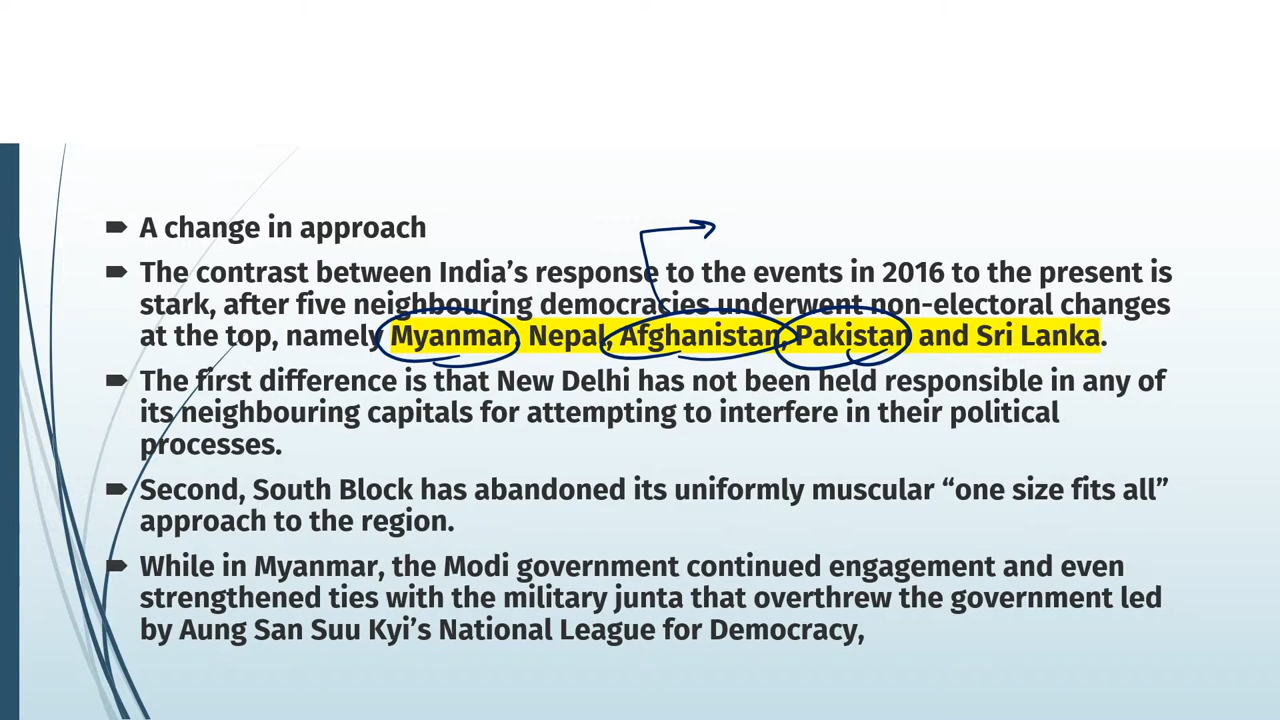 A change in approach
The contrast between India’s response to the events in 2016 to the present is
stark, after five neighbouring democracies underwent non-electoral changes
at the top, namely Myanmar, Nepal, Afghanistan, Pakistan and Sri Lanka.
The first difference is that New Delhi has not been held responsible in any of
its neighbouring capitals for attempting to interfere in their political
processes.
Second, South Block has abandoned its uniformly muscular “one size fits all”
approach to the region.
While in Myanmar, the Modi government continued engagement and even
strengthened ties with the military junta that overthrew the government led
by Aung San Suu Kyi’s National League for Democracy,